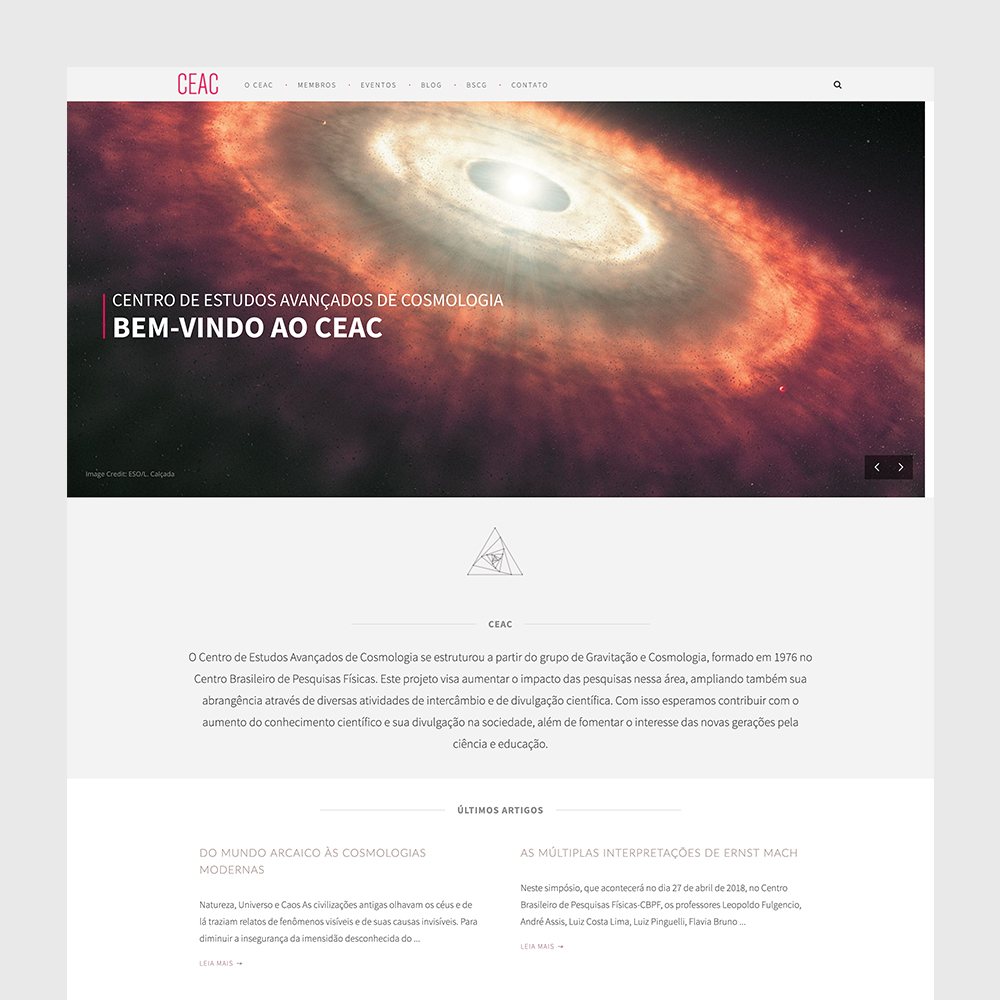 CEAC
O CEAC • MEMBROS • EVENTOS • BLOG • BSCG • CONTATO
CENTRO DE ESTUDOS AVANÇADOS DE COSMOLOGIA
BEM-VINDO AO CEAC
Image Credit: ESO/L. Calçada
CEAC
O Centro de Estudos Avançados de Cosmologia se estruturou a partir do grupo de Gravitação e Cosmologia, formado em 1976 no
Centro Brasileiro de Pesquisas Físicas. Este projeto visa aumentar o impacto das pesquisas nessa área, ampliando também sua
abrangência através de diversas atividades de intercâmbio e de divulgação científica. Com isso esperamos contribuir com o
aumento do conhecimento científico e sua divulgação na sociedade, além de fomentar o interesse das novas gerações pela
ciência e educação.
ÚLTIMOS ARTIGOS
DO MUNDO ARCAICO ÀS COSMOLOGIAS
MODERNAS
Natureza, Universo e Caos As civilizações antigas olhavam os céus e de
lá traziam relatos de fenômenos visíveis e de suas causas invisíveis. Para
diminuir a insegurança da imensidão desconhecida do ...
LEIA MAIS →
AS MÚLTIPLAS INTERPRETAÇÕES DE ERNST MACH
Neste simpósio, que acontecerá no dia 27 de abril de 2018, no Centro
Brasileiro de Pesquisas Físicas-CBPF, os professores Leopoldo Fulgencio,
André Assis, Luiz Costa Lima, Luiz Pinguelli, Flavia Bruno ...
LEIA MAIS →